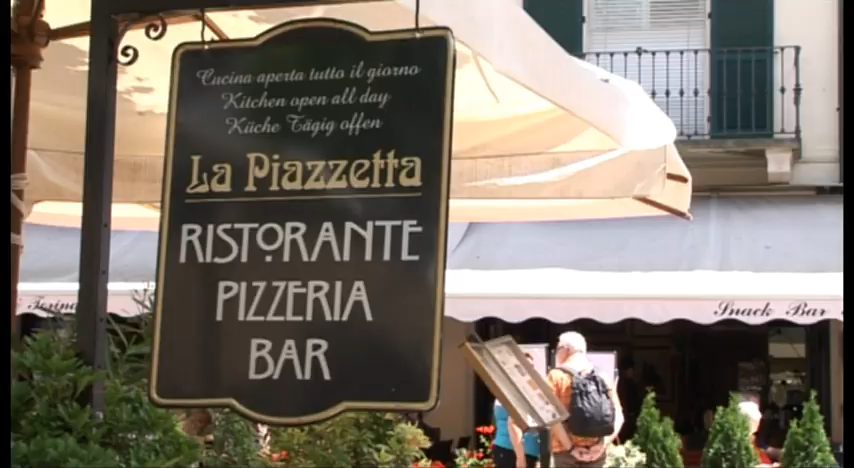 Cucina aperta tutto il giorno
Kitchen open all day
Küche Tägig offen
La Piazzetta
RISTORANTE
PIZZERIA
BAR
Torino
Snack Bar